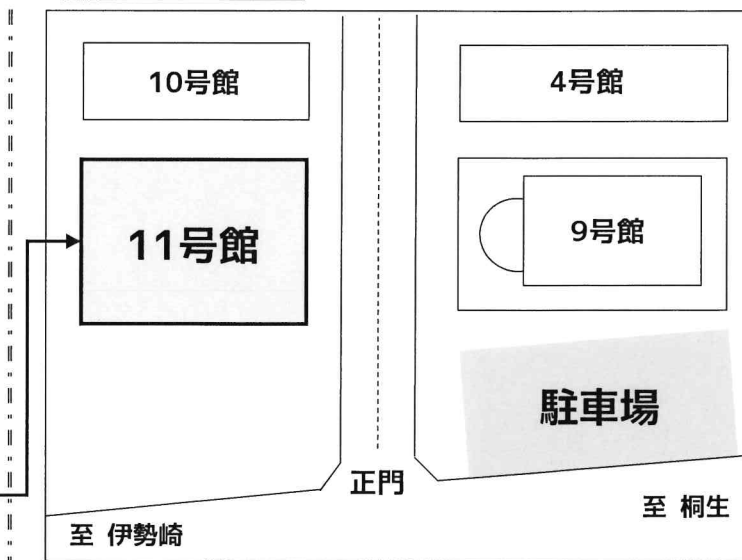 10号館
4号館
11号館
9号館
駐車場
正門
至 桐生
至 伊勢崎